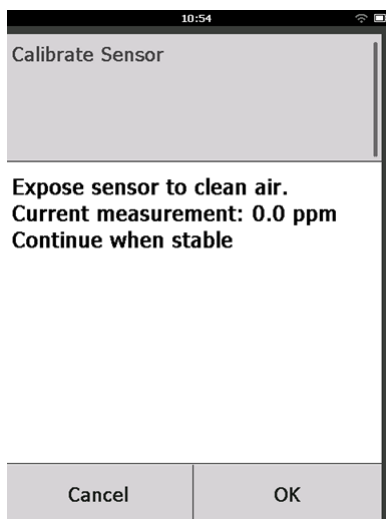 10:54
Calibrate Sensor
Expose sensor to clean air.
Current measurement: 0.0 ppm
Continue when stable
Cancel
OK